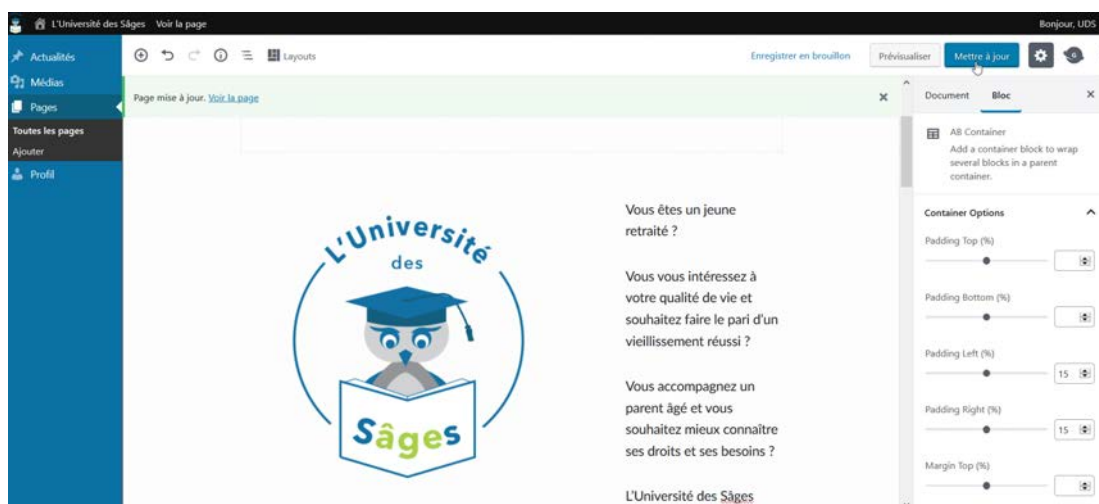 L'Université des Sâges Voir la page
Bonjour, UDS
Actualités
Médias
Pages
Toutes les pages
Ajouter
Profil
Layouts
Enregistrer en brouillon
Prévisualiser
Mettre à jour
Page mise à jour. Voir la page
L'Université
des
Sâges
Vous êtes un jeune
retraité ?
Vous vous intéressez à
votre qualité de vie et
souhaitez faire le pari d'un
vieillissement réussi ?
Vous accompagnez un
parent âgé et vous
souhaitez mieux connaître
ses droits et ses besoins ?
L'Université des Sâges
Document Bloc
AB Container
Add a container block to wrap
several blocks in a parent
container.
Container Options
Padding Top (%)
Padding Bottom (%)
Padding Left (%)
15
Padding Right (%)
15
Margin Top (%)